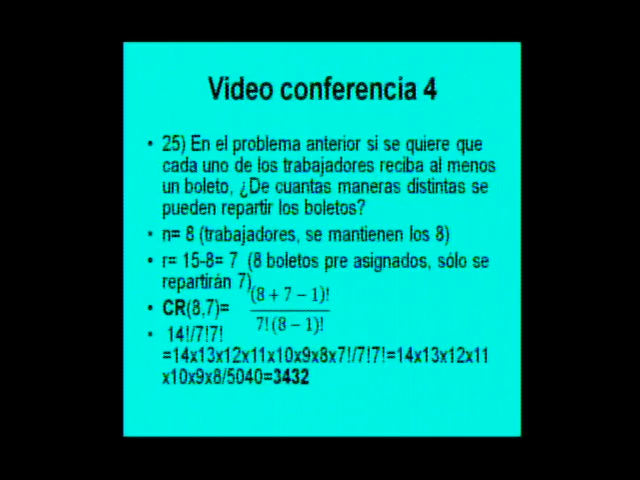 Video conferencia 4
• 25) En el problema anterior si se quiere que
cada uno de los trabajadores reciba al menos
un boleto, ¿De cuantas maneras distintas se
pueden repartir los boletos?
• n= 8 (trabajadores, se mantienen los 8)
• r= 15-8= 7 (8 boletos pre asignados, sólo se
repartirán 7)
• CR(8,7)= (8 + 7 − 1)! / 7!(8 − 1)!
• 14!/7!7!
=14x13x12x11x10x9x8x7!/7!7!=14x13x12x11
x10x9x8/5040=3432